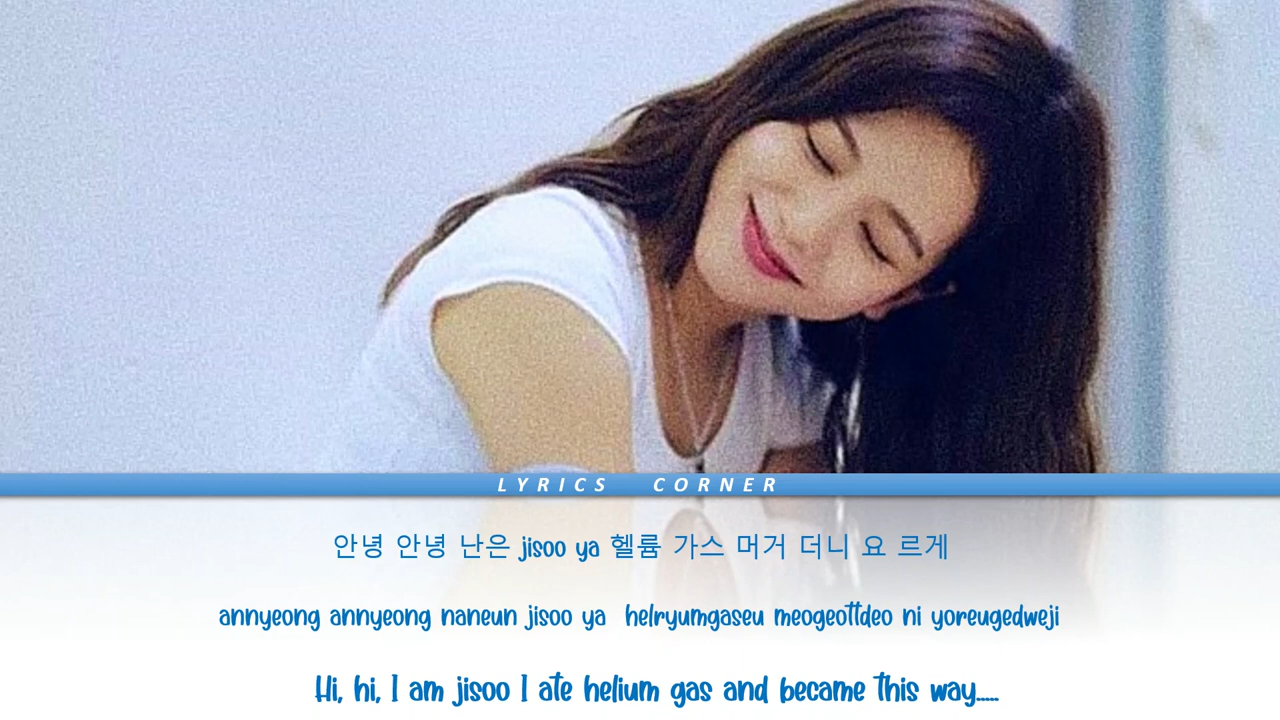 LYRICS CORNER
안녕 안녕 난은 jisoo ya 헬륨 가스 머거 더니 요 르게
annyeong annyeong naneun jisoo ya helryumgaseu meogeottdeo ni yoreugedweji
Hi, hi, I am jisoo I ate helium gas and became this way.....